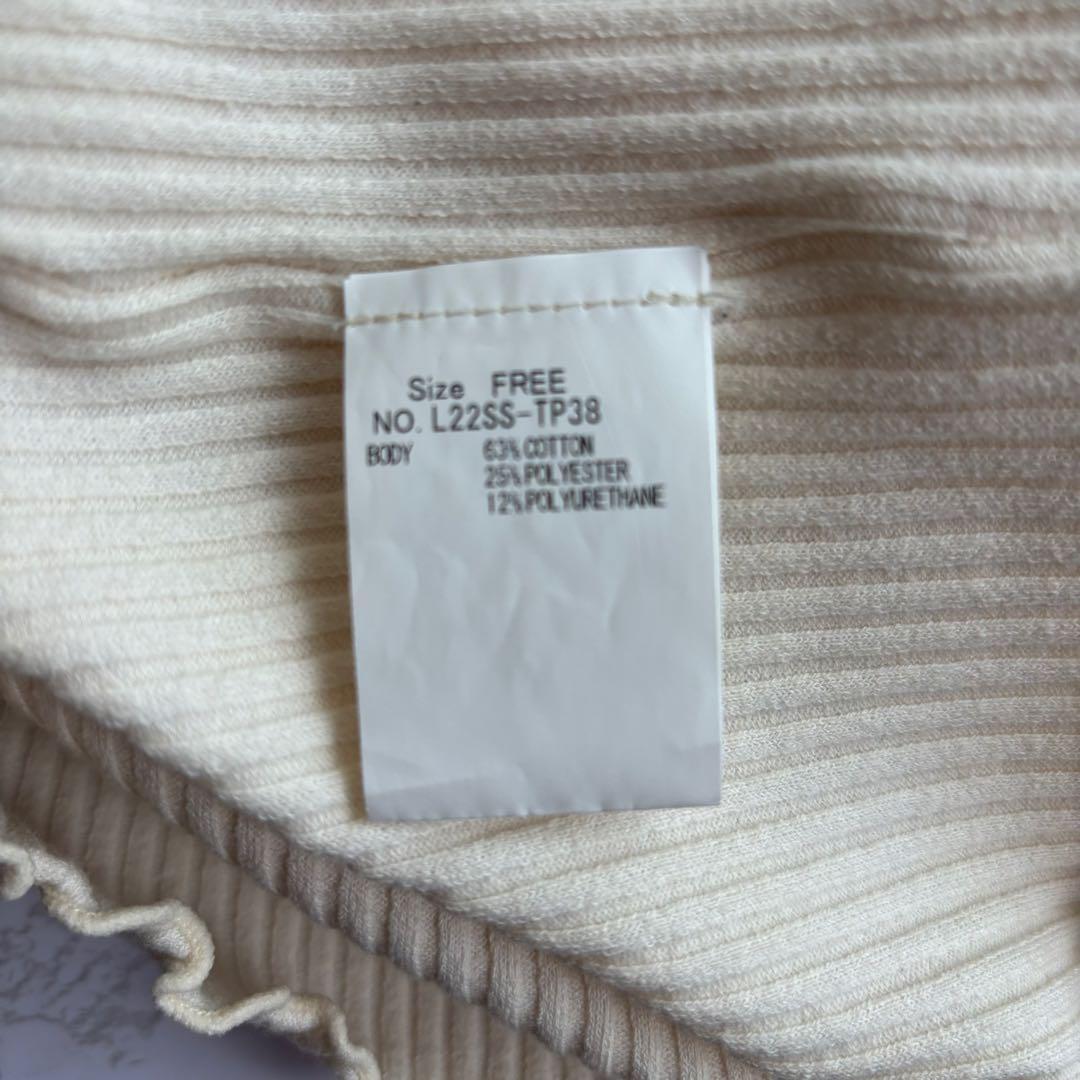 Size FREE
NO. L22SS-TP38
BODY 63% COTTON
25% POLYESTER
12% POLYURETHANE